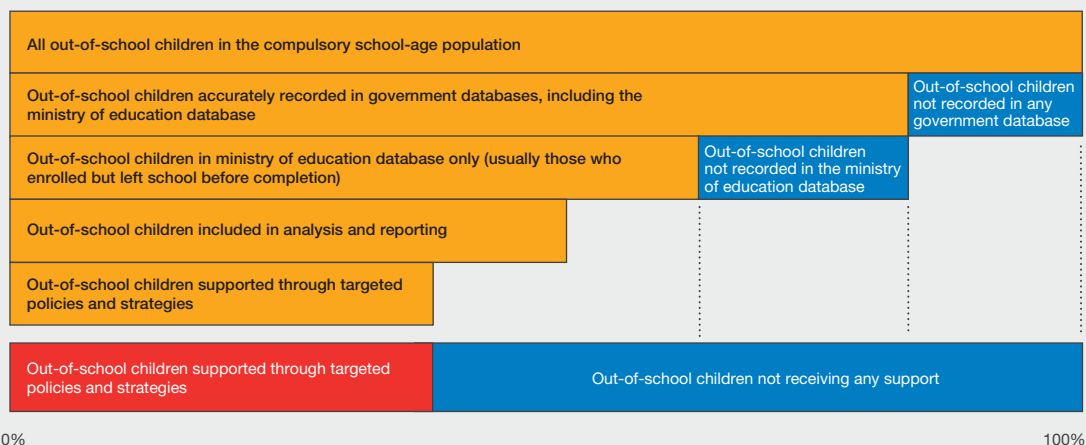 All out-of-school children in the compulsory school-age population
Out-of-school children accurately recorded in government databases, including the
ministry of education database
Out-of-school children
not recorded in any
government database
Out-of-school children in ministry of education database only (usually those who
enrolled but left school before completion)
Out-of-school children
not recorded in the ministry
of education database
Out-of-school children included in analysis and reporting
Out-of-school children supported through targeted
policies and strategies
Out-of-school children supported through targeted
policies and strategies
Out-of-school children not receiving any support
0%
100%